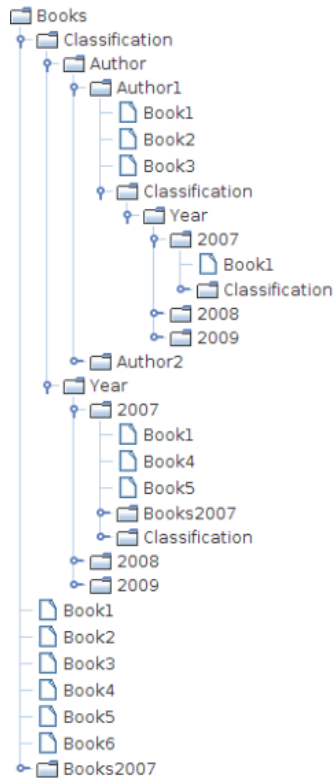 Books
Classification
Author
Author1
Book1
Book2
Book3
Classification
Year
2007
Book1
Classification
2008
2009
Author2
Year
2007
Book1
Book4
Book5
Books2007
Classification
2008
2009
Book1
Book2
Book3
Book4
Book5
Book6
Books2007